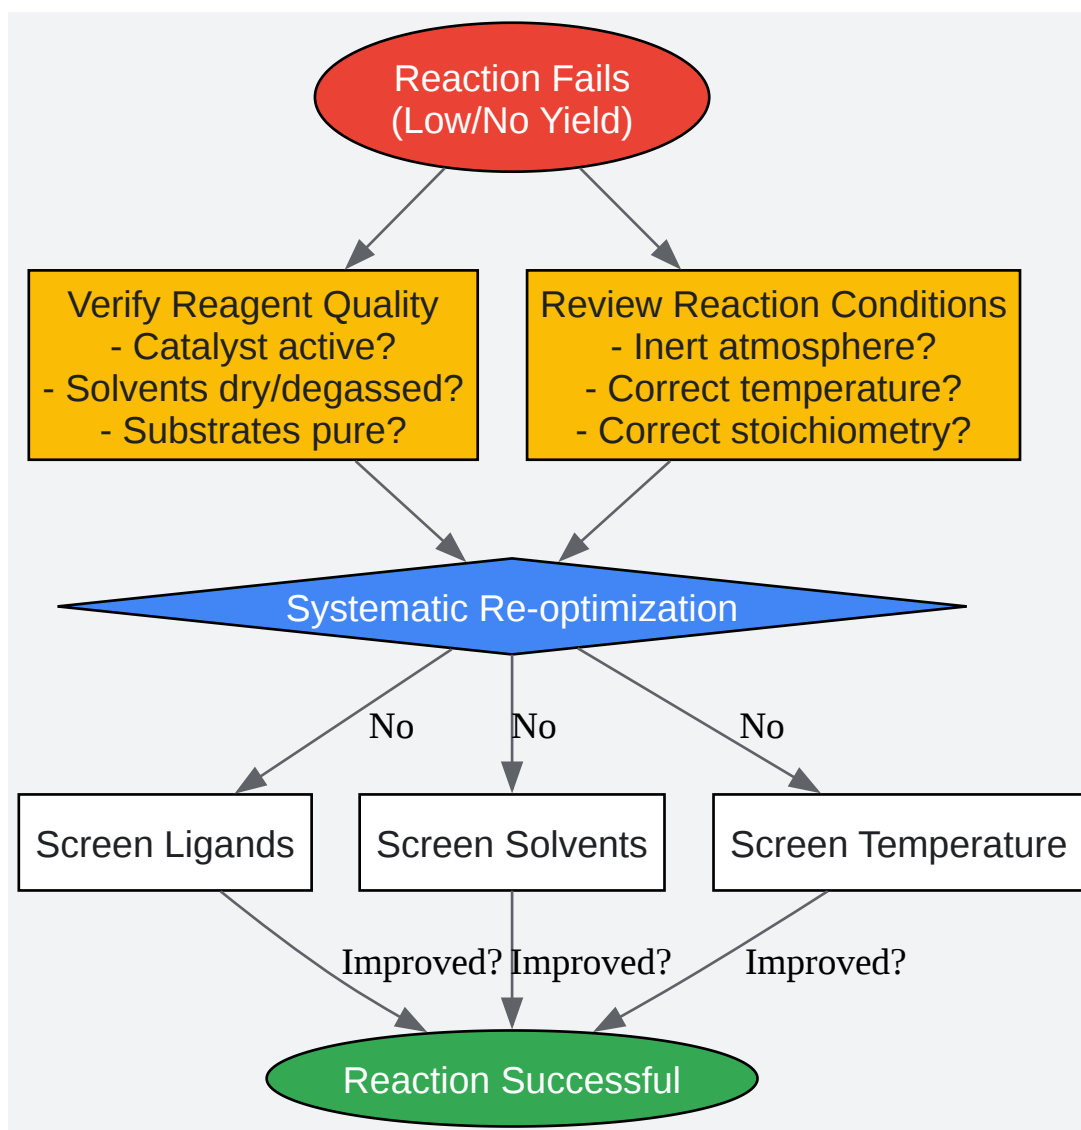 Reaction Fails
(Low/No Yield)
Verify Reagent Quality
- Catalyst active?
- Solvents dry/degassed?
- Substrates pure?
Review Reaction Conditions
- Inert atmosphere?
- Correct temperature?
- Correct stoichiometry?
Systematic Re-optimization
No
No
No
Screen Ligands
Screen Solvents
Screen Temperature
Improved?
Improved?
Improved?
Reaction Successful